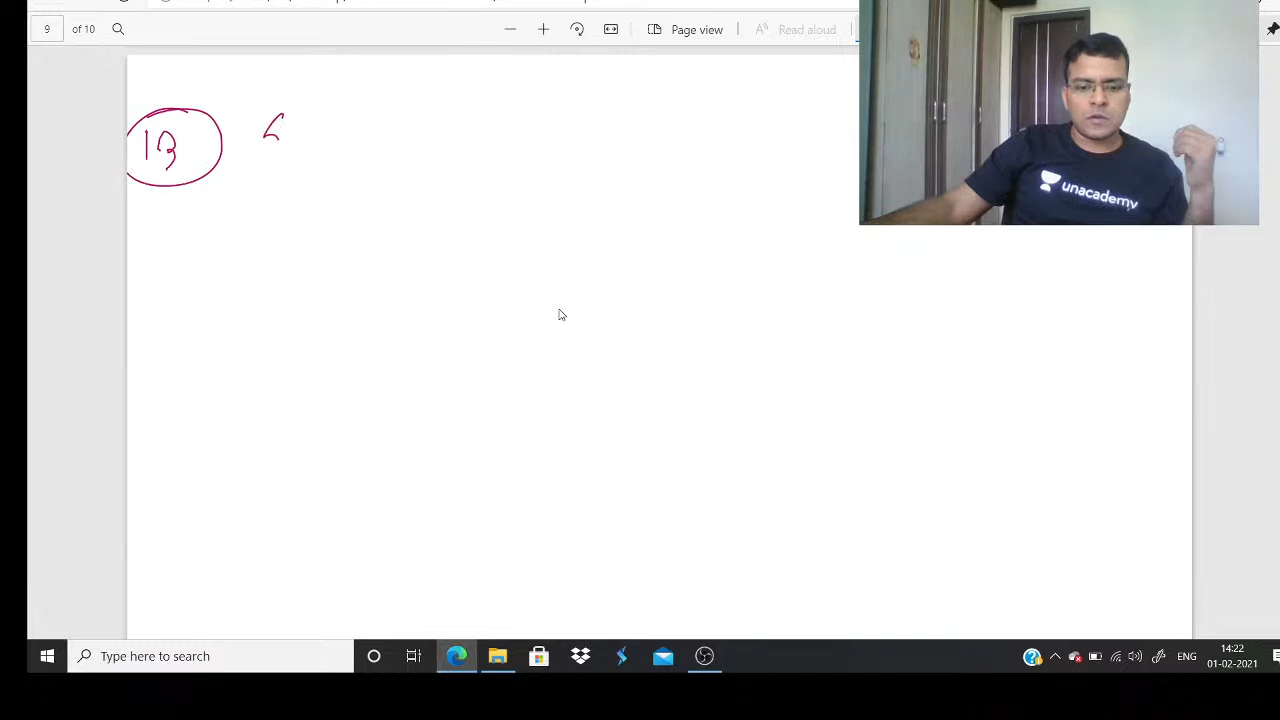 9 of 10 Page view Read aloud
13
unacademy
Type here to search
ENG
14:22
01-02-2021